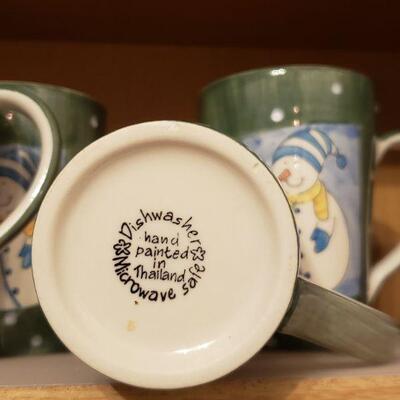 Dishwasher
hand
painted
in
Thailand
Microwave safe